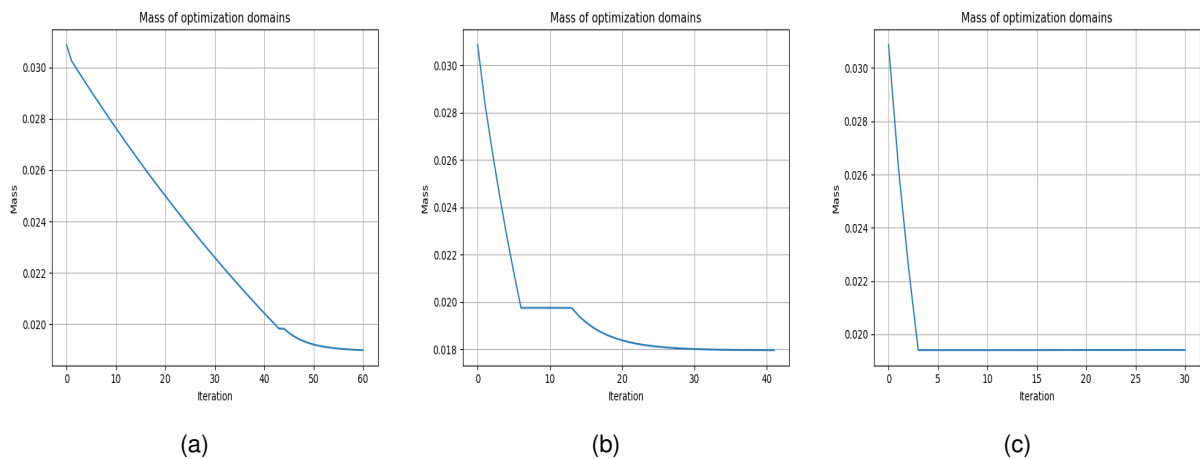 Mass of optimization domains
0.030
0.028
0.026
0.024
0.022
0.020
Mass
0 10 20 30 40 50 60
Iteration
(a)
Mass of optimization domains
0.030
0.028
0.026
0.024
0.022
0.020
0.018
Mass
0 10 20 30 40
Iteration
(b)
Mass of optimization domains
0.030
0.028
0.026
0.024
0.022
0.020
Mass
0 5 10 15 20 25 30
Iteration
(c)